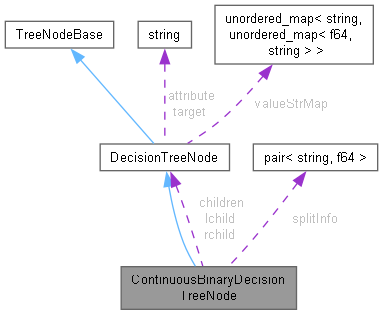 unordered_map< string,
unordered_map< f64,
string > >
TreeNodeBase
string
attribute
target
valueStrMap
DecisionTreeNode
pair< string, f64 >
children
lchild
rchild
splitInfo
ContinuousBinaryDecision
TreeNode